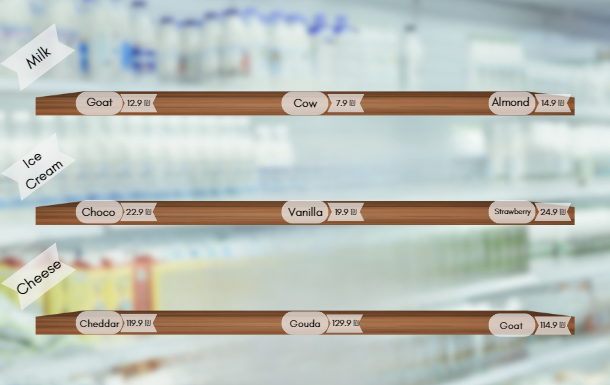 Milk
Goat 12.9 ₪
Cow 7.9 ₪
Almond 14.9 ₪
Ice
Cream
Choco 22.9 ₪
Vanilla 19.9 ₪
Strawberry 24.9 ₪
Cheese
Cheddar 119.9 ₪
Gouda 129.9 ₪
Goat 114.9 ₪